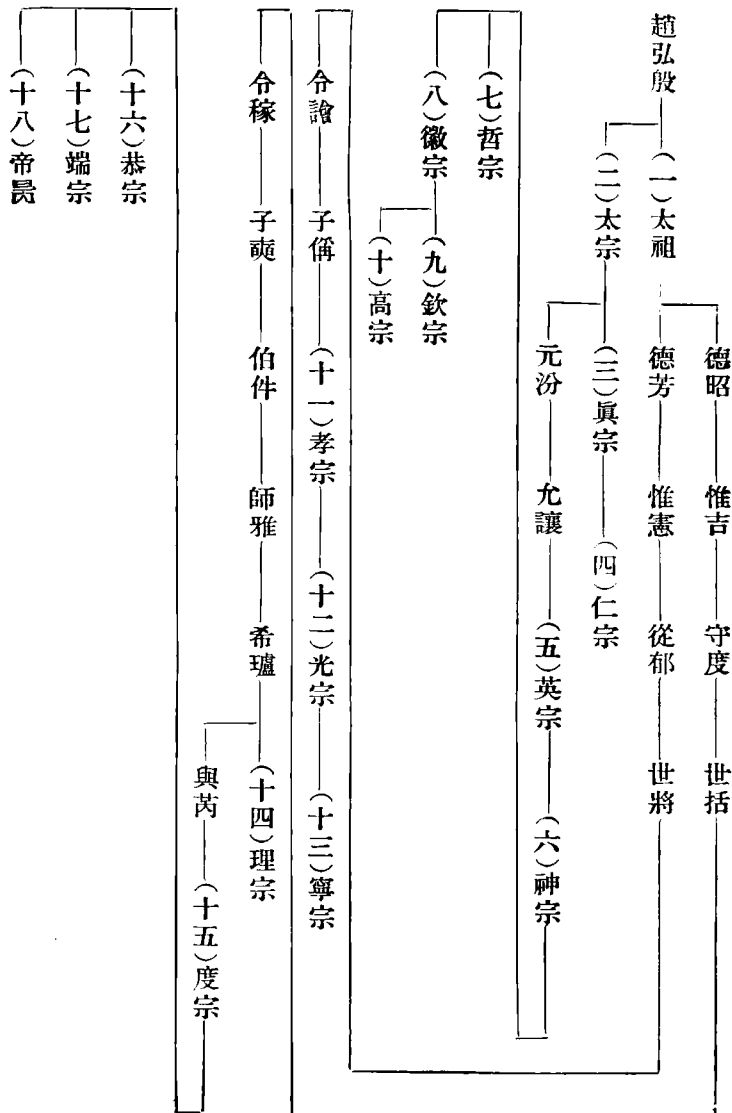 趙弘殷
(一)太祖
(二)太宗
德昭
惟吉
守度
世括
德芳
惟憲
從郁
世將
(三)眞宗
(四)仁宗
元汾
允讓
(五)英宗
(六)神宗
(七)哲宗
(八)徽宗
(九)欽宗
(十)高宗
令譮
子偁
(十一)孝宗
(十二)光宗
(十三)寧宗
令稼
子奭
伯件
師雅
希瓐
(十四)理宗
與芮
(十五)度宗
(十六)恭宗
(十七)端宗
(十八)帝昺